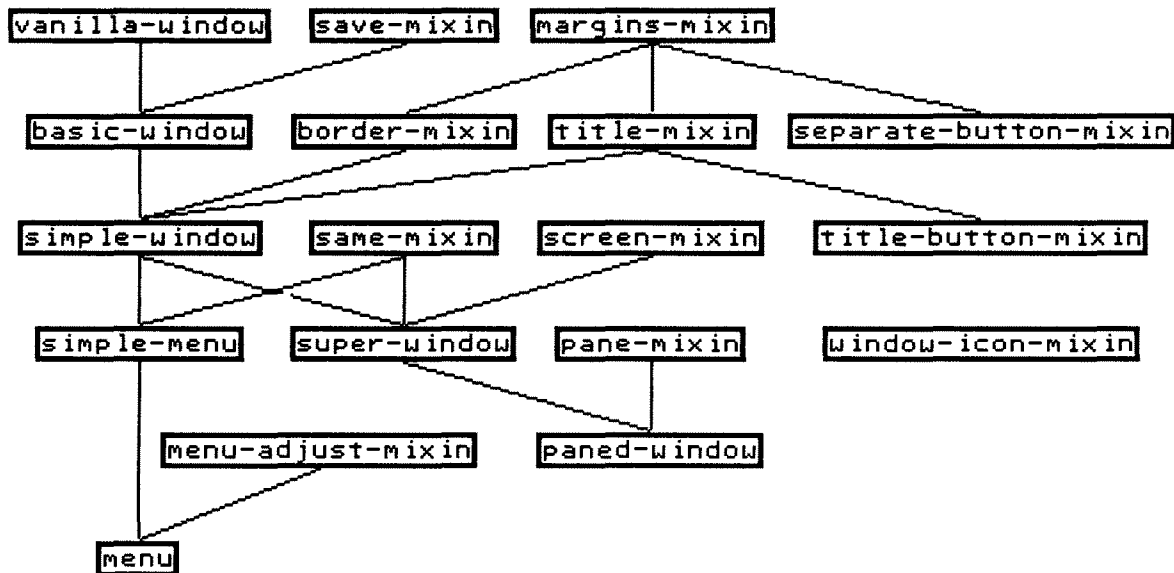 vanilla-window save-mixin margins-mixin
basic-window border-mixin title-mixin separate-button-mixin
simple-window same-mixin screen-mixin title-button-mixin
simple-menu super-window pane-mixin window-icon-mixin
menu-adjust-mixin paned-window
menu